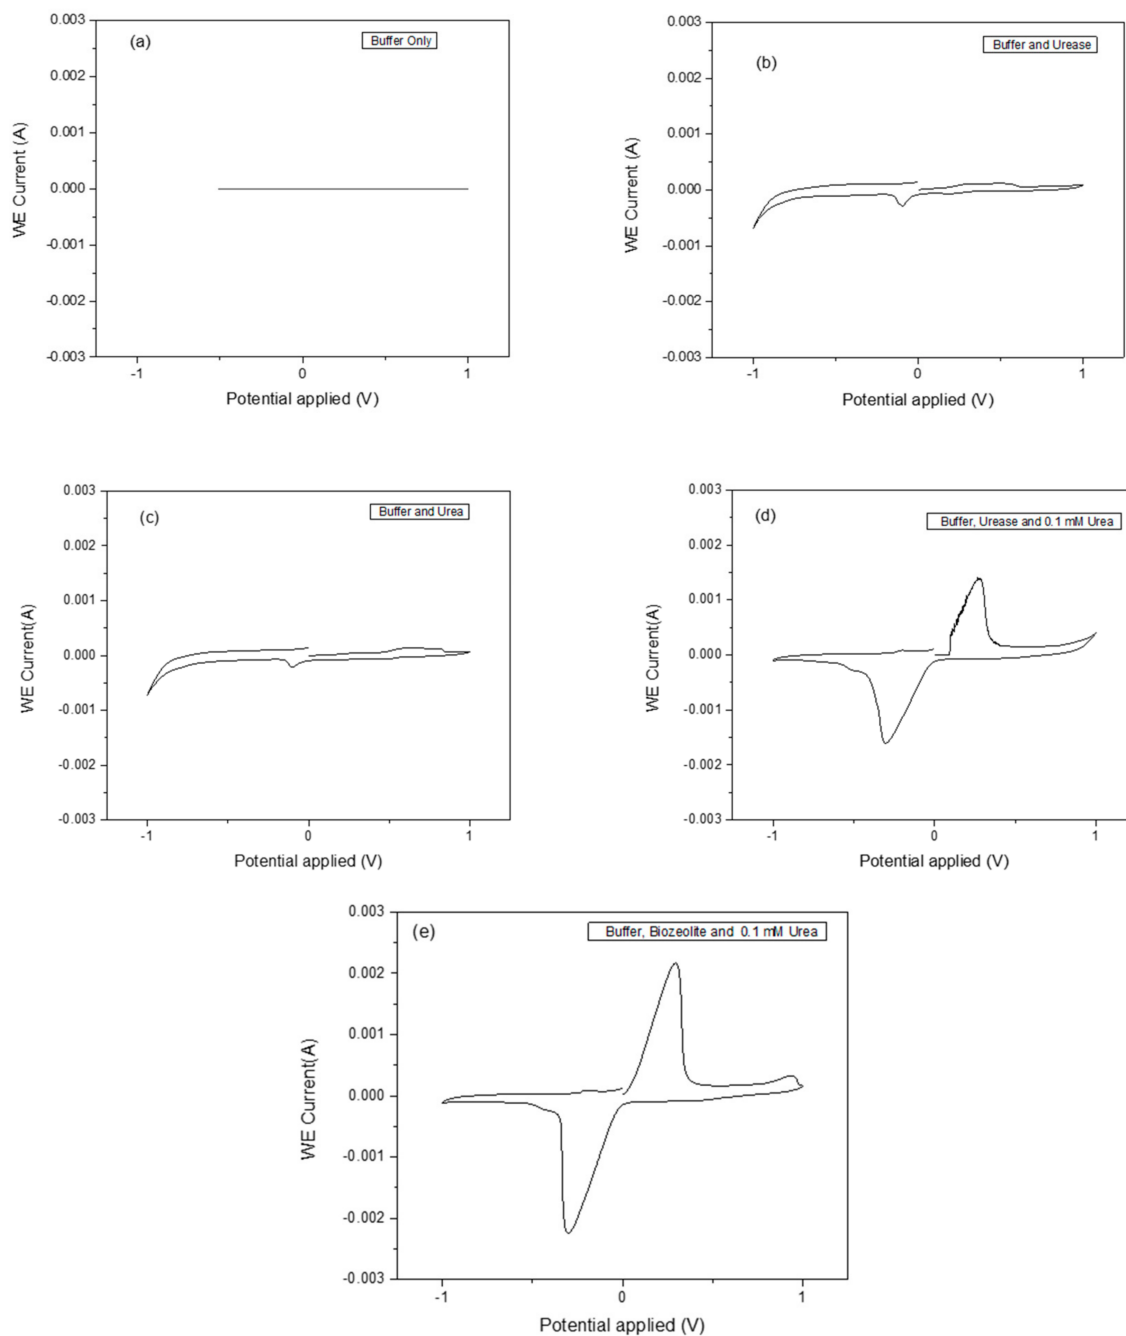 (a)
Buffer Only
0.003
0.002
0.001
0.000
-0.001
-0.002
-0.003
WE Current (A)
-1
0
1
Potential applied (V)
(b)
Buffer and Urease
0.003
0.002
0.001
0.000
-0.001
-0.002
-0.003
WE Current (A)
-1
0
1
Potential applied (V)
(c)
Buffer and Urea
0.003
0.002
0.001
0.000
-0.001
-0.002
-0.003
WE Current(A)
-1
0
1
Potential applied (V)
(d)
Buffer, Urease and 0.1 mM Urea
0.003
0.002
0.001
0.000
-0.001
-0.002
-0.003
WE Current (A)
-1
0
1
Potential applied (V)
(e)
Buffer, Biozeolite and 0.1 mM Urea
0.003
0.002
0.001
0.000
-0.001
-0.002
-0.003
WE Current(A)
-1
0
1
Potential applied (V)